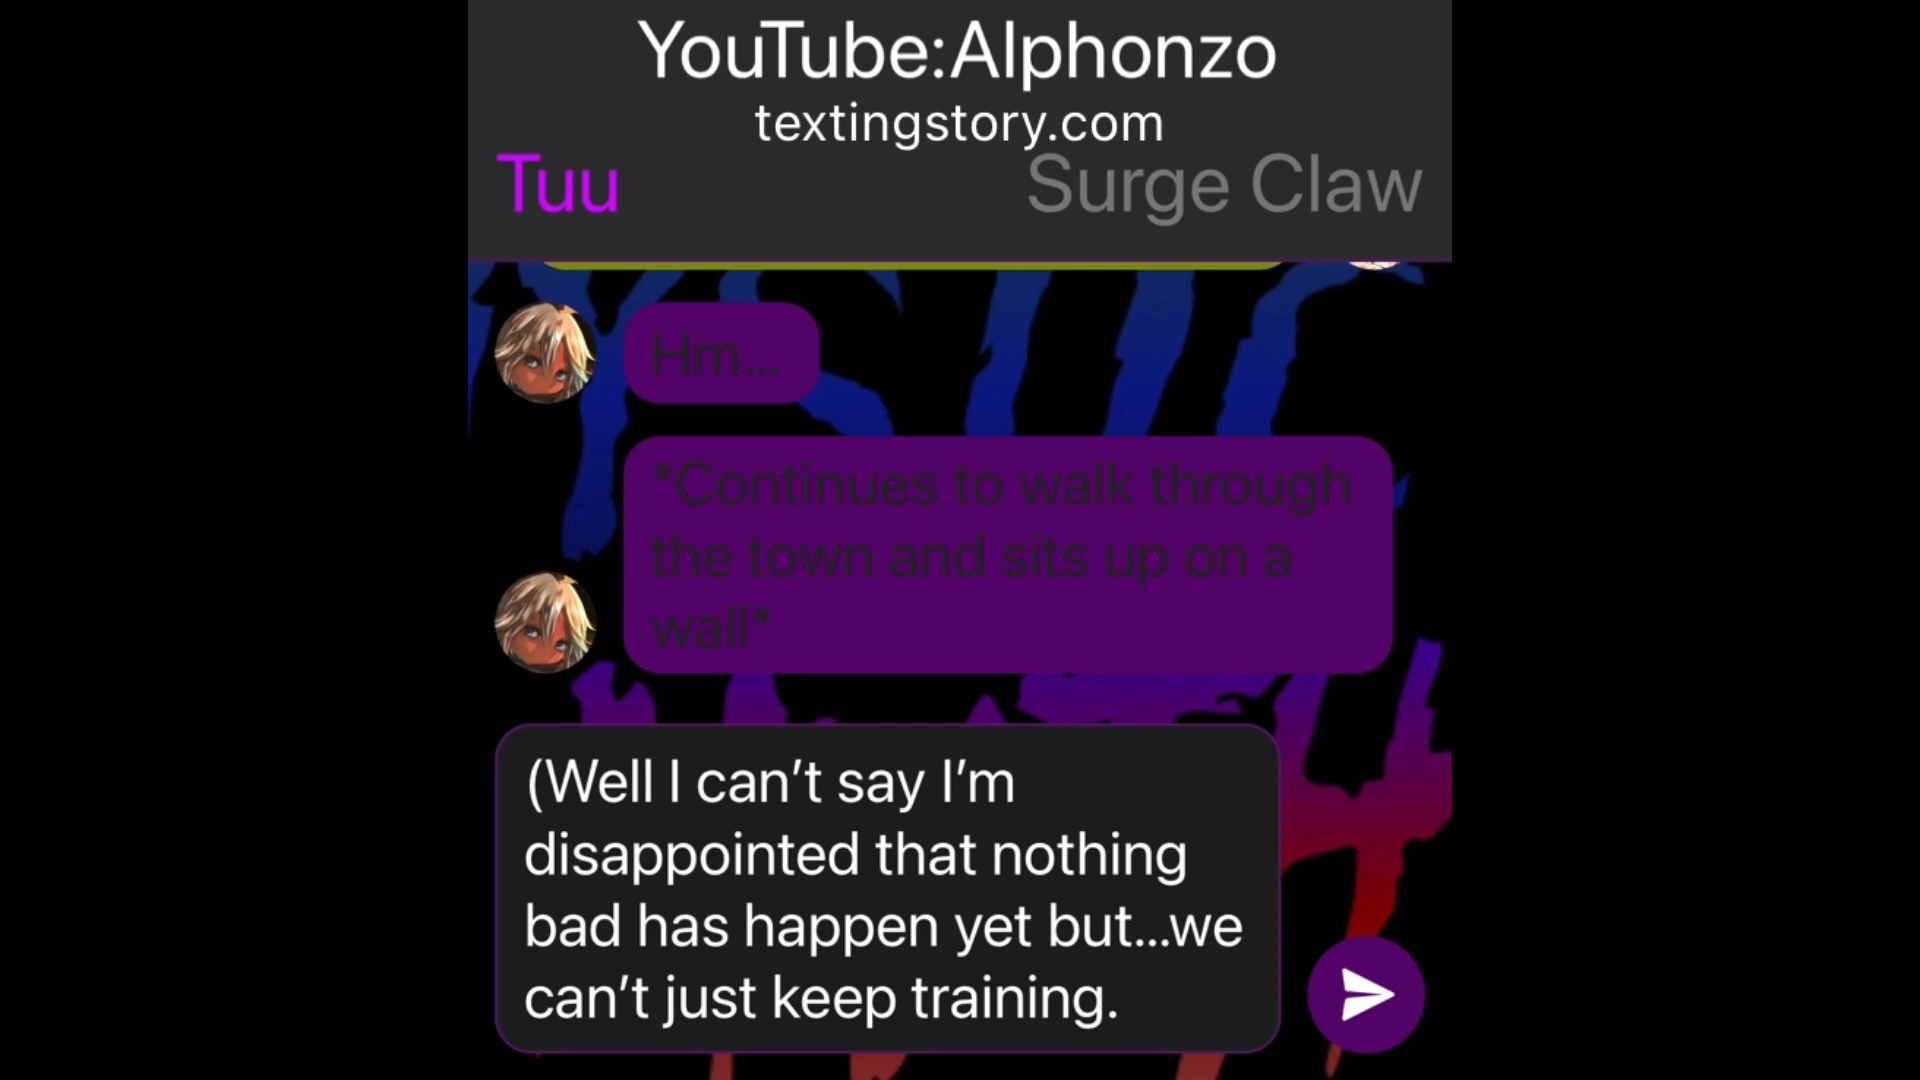 YouTube:Alphonzo
textingstory.com
Tuu
Surge Claw
Hm...
*Continues to walk through
the town and sits up on a
wall*
(Well I can’t say I’m
disappointed that nothing
bad has happen yet but...we
can’t just keep training.